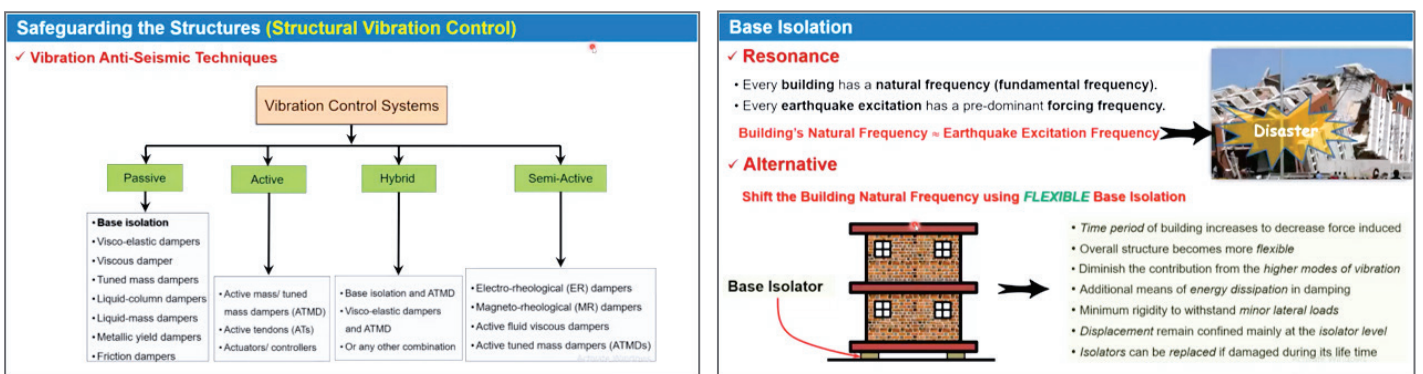 Safeguarding the Structures (Structural Vibration Control)
✓ Vibration Anti-Seismic Techniques
Vibration Control Systems
Passive
Active
Hybrid
Semi-Active
• Base isolation
• Visco-elastic dampers
• Viscous damper
• Tuned mass dampers
• Liquid-column dampers
• Liquid-mass dampers
• Metallic yield dampers
• Friction dampers
• Active mass/ tuned
mass dampers (ATMD)
• Active tendons (ATs)
• Actuators/ controllers
• Base isolation and ATMD
• Visco-elastic dampers
and ATMD
• Or any other combination
• Electro-rheological (ER) dampers
• Magneto-rheological (MR) dampers
• Active fluid viscous dampers
• Active tuned mass dampers (ATMDs)
Base Isolation
✓ Resonance
• Every building has a natural frequency (fundamental frequency).
• Every earthquake excitation has a pre-dominant forcing frequency.
Building's Natural Frequency ≈ Earthquake Excitation Frequency
Disaster
✓ Alternative
Shift the Building Natural Frequency using FLEXIBLE Base Isolation
Base Isolator
• Time period of building increases to decrease force induced
• Overall structure becomes more flexible
• Diminish the contribution from the higher modes of vibration
• Additional means of energy dissipation in damping
• Minimum rigidity to withstand minor lateral loads
• Displacement remain confined mainly at the isolator level
• Isolators can be replaced if damaged during its life time